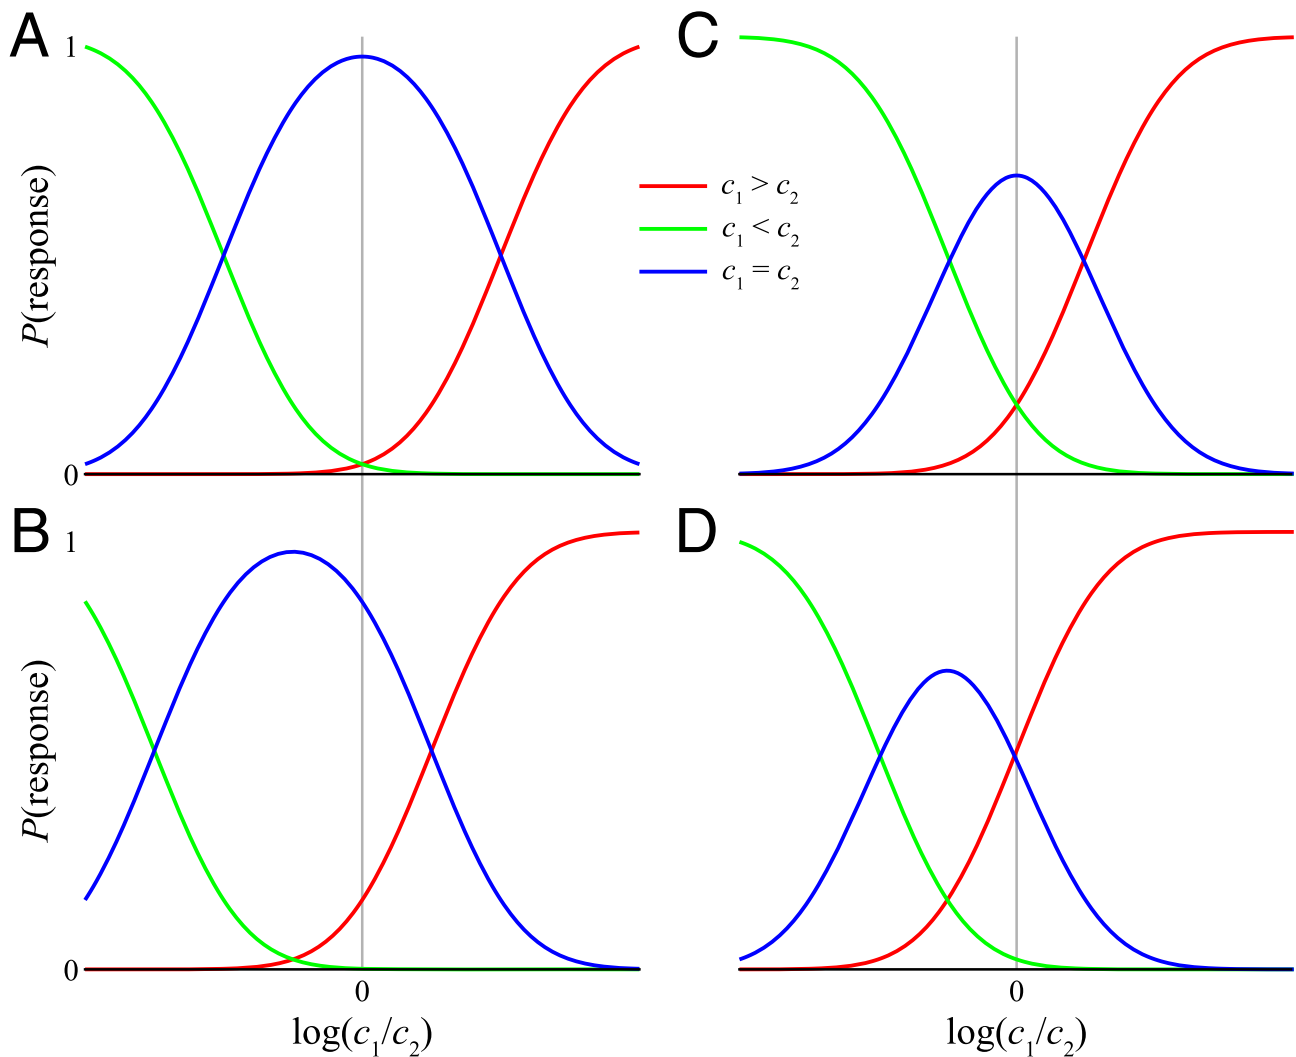 A
1
P(response)
0
C
c₁ > c₂
c₁ < c₂
c₁ = c₂
B
1
P(response)
0
0
log(c₁/c₂)
D
0
log(c₁/c₂)